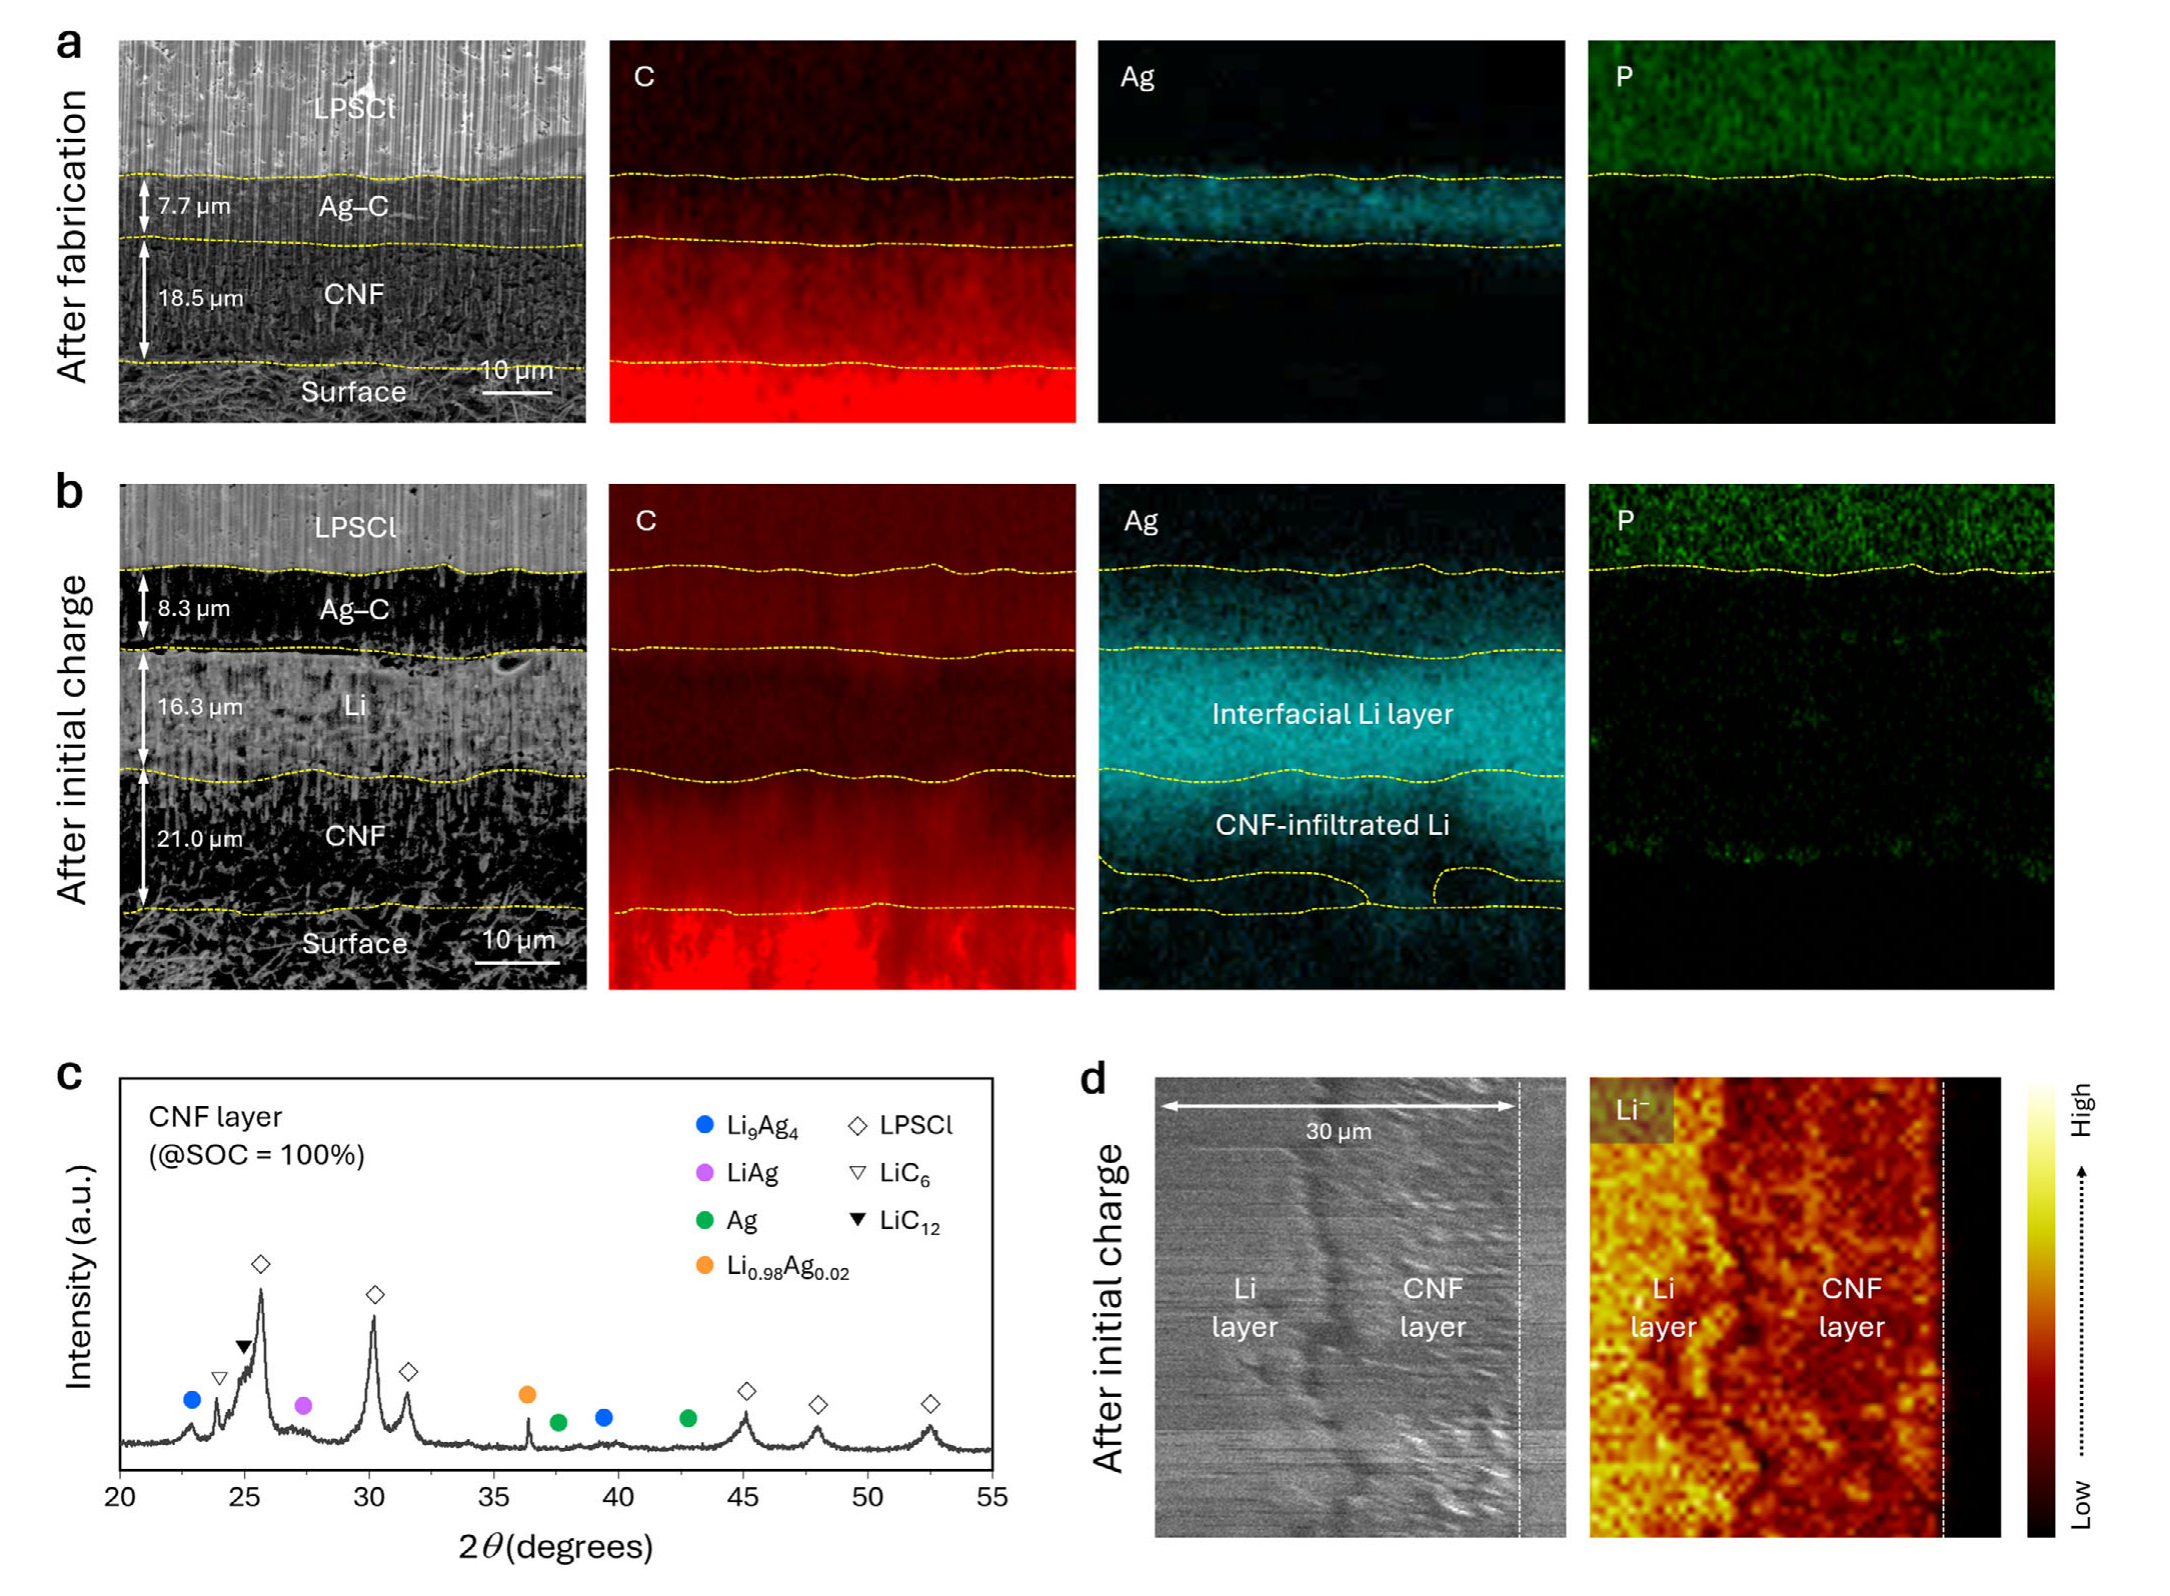 a
After fabrication
LPSCl
7.7 µm
Ag–C
18.5 µm
CNF
10 µm
Surface
C
Ag
P
b
After initial charge
LPSCl
8.3 µm
Ag–C
16.3 µm
Li
21.0 µm
CNF
Surface
10 µm
C
Ag
Interfacial Li layer
CNF-infiltrated Li
P
c
CNF layer
(@SOC = 100%)
Li₉Ag₄
LiAg
Ag
Li₀.₉₈Ag₀.₀₂
LPSCl
LiC₆
LiC₁₂
Intensity (a.u.)
20 25 30 35 40 45 50 55
2θ (degrees)
d
After initial charge
30 µm
Li
layer
CNF
layer
Li⁻
Li
layer
CNF
layer
High
Low